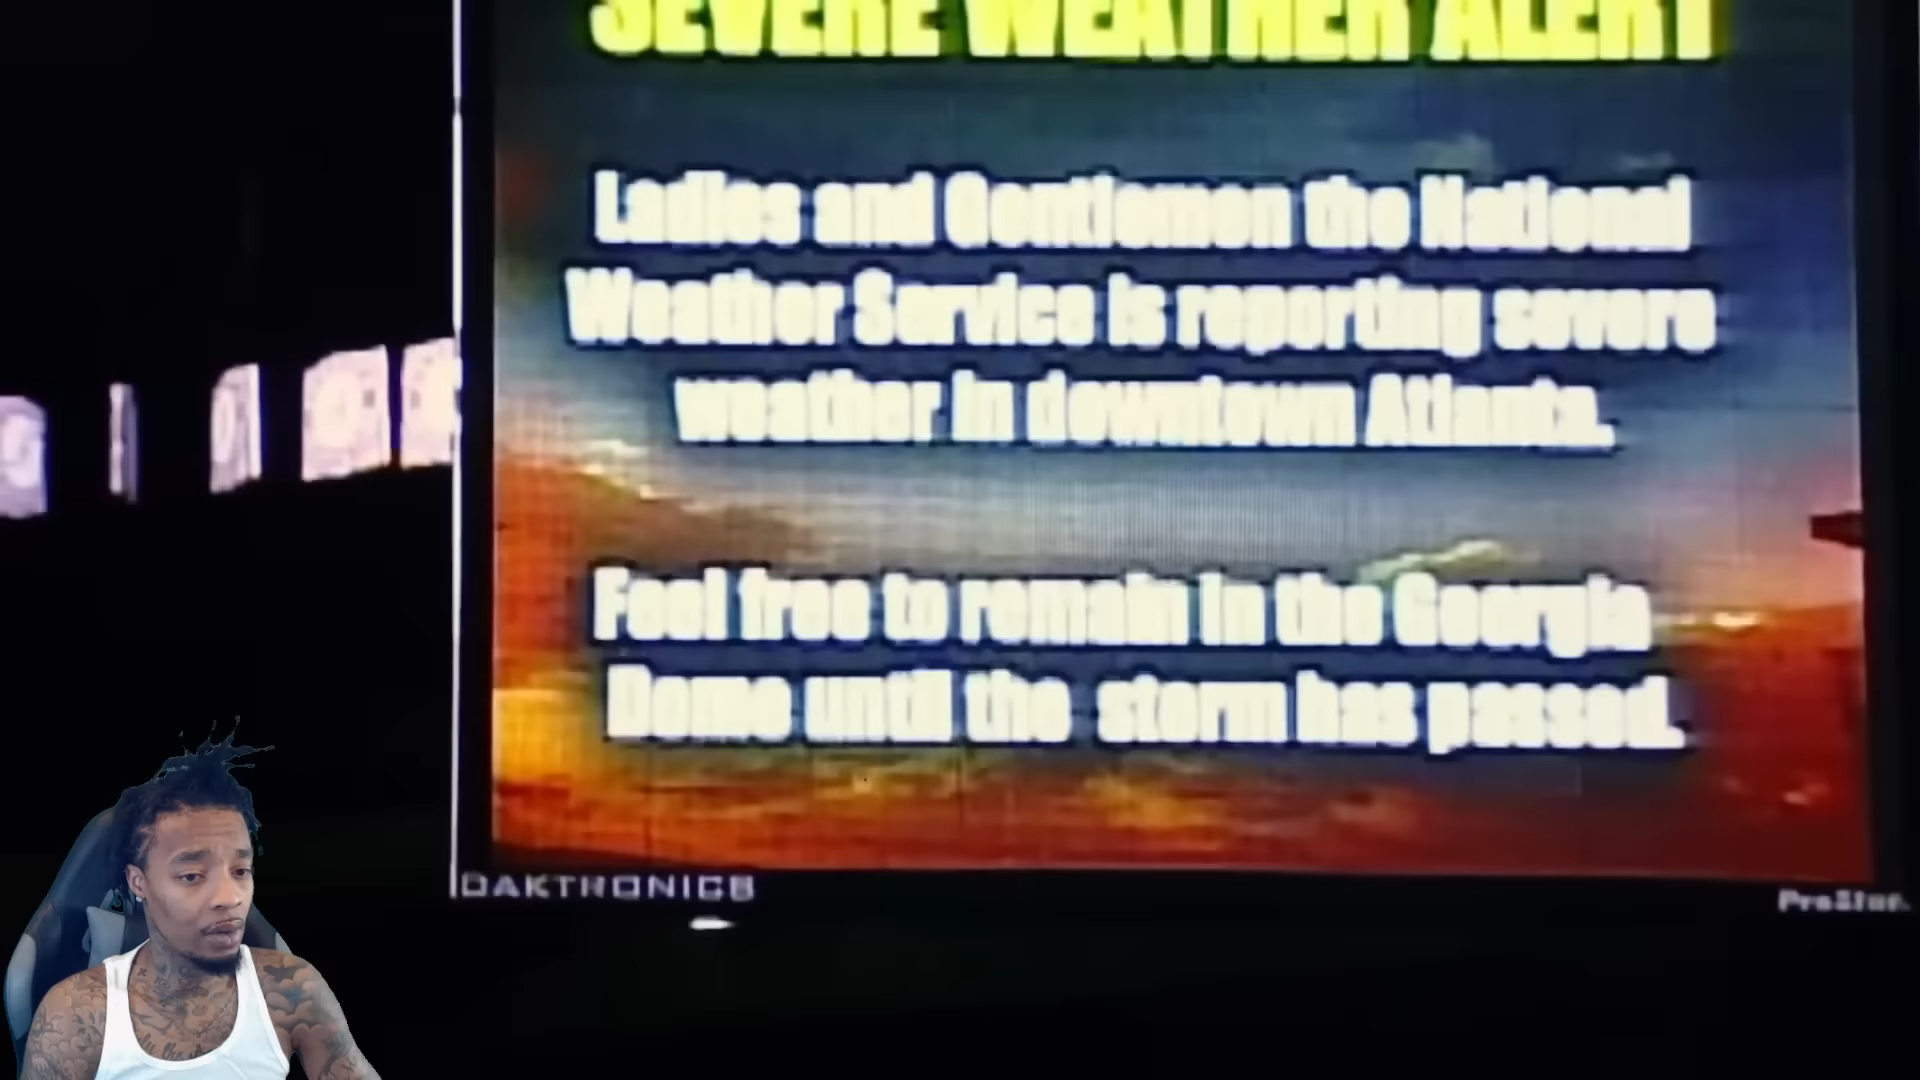 SEVERE WEATHER ALERT
Ladies and Gentlemen the National
Weather Service is reporting severe
weather in downtown Atlanta.
Feel free to remain in the Georgia
Dome until the storm has passed.
DAKTRONICS
ProStar